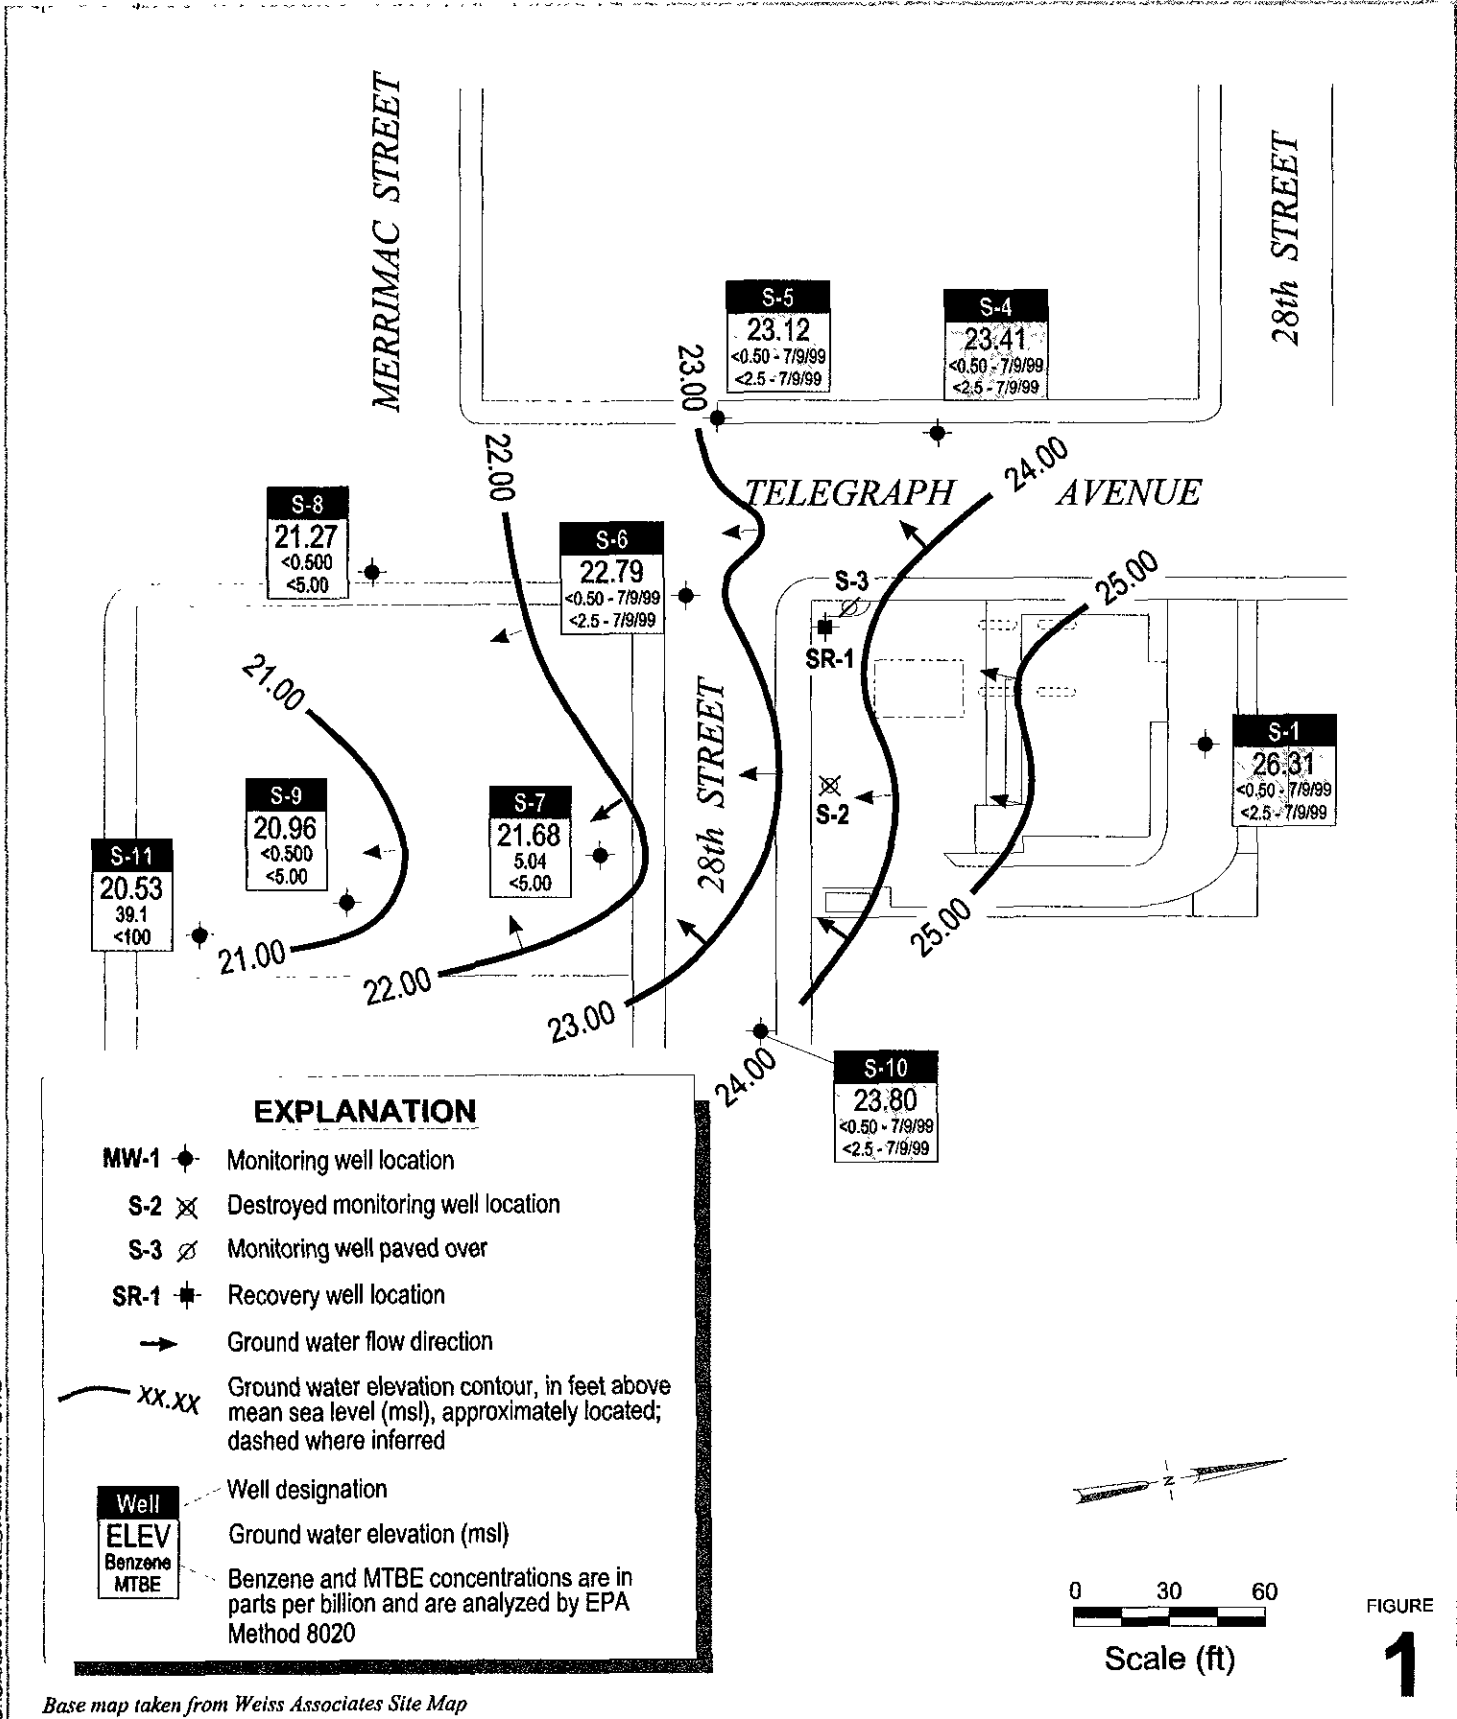 MERRIMAC STREET
28th STREET
S-5
23.12
<0.50 - 7/9/99
<2.5 - 7/9/99
S-4
23.41
<0.50 - 7/9/99
<2.5 - 7/9/99
23.00
22.00
24.00
TELEGRAPH AVENUE
S-8
21.27
<0.500
<5.00
S-6
22.79
<0.50 - 7/9/99
<2.5 - 7/9/99
S-3
SR-1
25.00
21.00
28th STREET
S-1
26.31
<0.50 - 7/9/99
<2.5 - 7/9/99
S-2
S-9
20.96
<0.500
<5.00
S-7
21.68
5.04
<5.00
S-11
20.53
39.1
<100
21.00
22.00
23.00
25.00
24.00
S-10
23.80
<0.50 - 7/9/99
<2.5 - 7/9/99
EXPLANATION
MW-1 Monitoring well location
S-2 Destroyed monitoring well location
S-3 Monitoring well paved over
SR-1 Recovery well location
Ground water flow direction
XX.XX Ground water elevation contour, in feet above
mean sea level (msl), approximately located;
dashed where inferred
Well
ELEV
Benzene
MTBE
Well designation
Ground water elevation (msl)
Benzene and MTBE concentrations are in
parts per billion and are analyzed by EPA
Method 8020
N
0 30 60
Scale (ft)
FIGURE
1
Base map taken from Weiss Associates Site Map